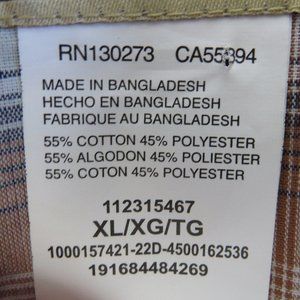 RN130273 CA55894
MADE IN BANGLADESH
HECHO EN BANGLADESH
FABRIQUE AU BANGLADESH
55% COTTON 45% POLYESTER
55% ALGODON 45% POLIESTER
55% COTON 45% POLYESTER
112315467
XL/XG/TG
1000157421-22D-4500162536
191684484269